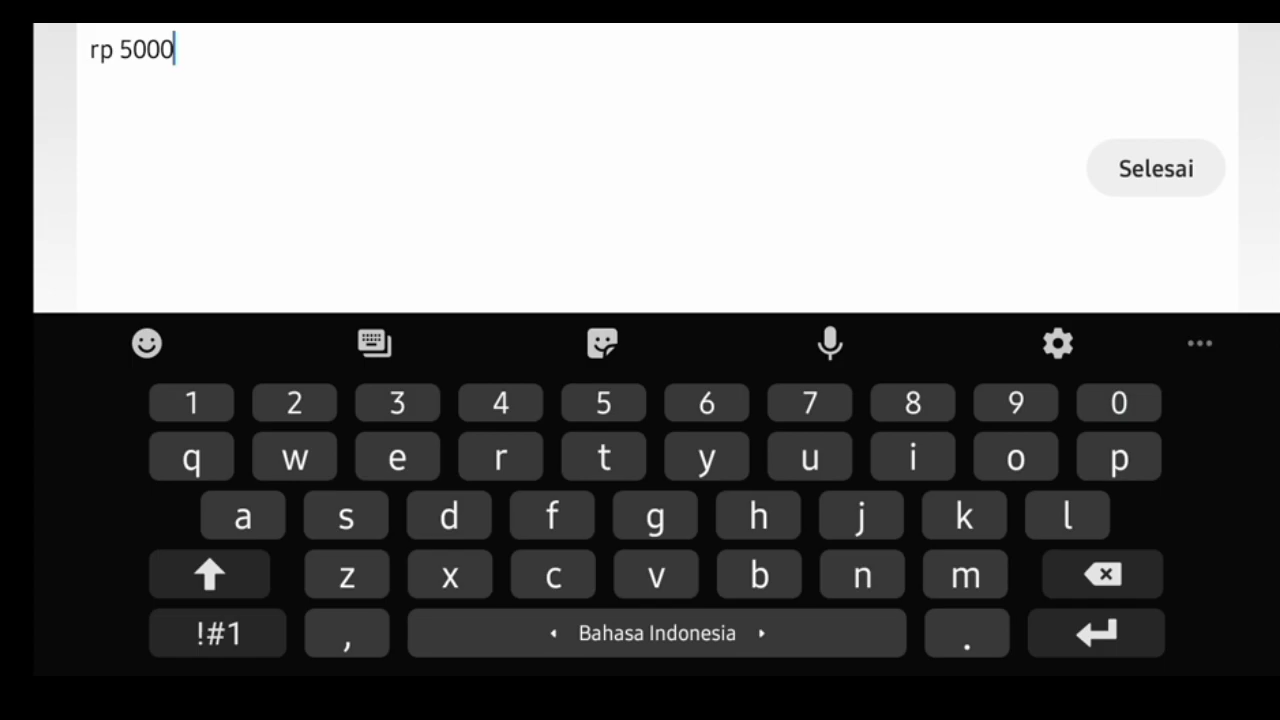 rp 5000
Selesai
1 2 3 4 5 6 7 8 9 0
q w e r t y u i o p
a s d f g h j k l
z x c v b n m
!#1 , Bahasa Indonesia .